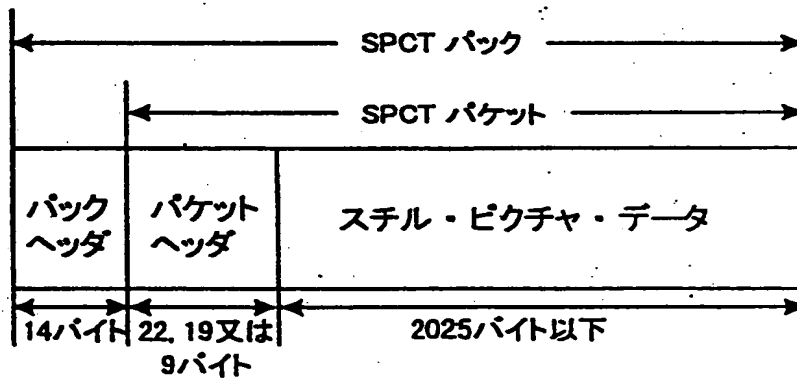 SPCT パック
SPCT パケット
パック
ヘッダ
パケット
ヘッダ
スチル・ピクチャ・データ
14バイト
22, 19又は
9バイト
2025バイト以下